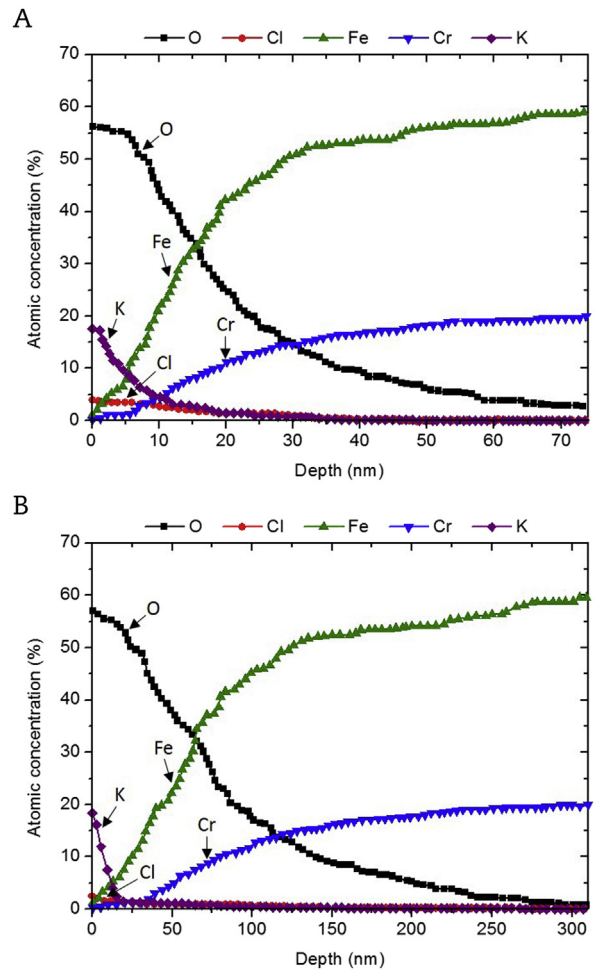 A
O Cl Fe Cr K
70
60
50
40
30
20
10
0
Atomic concentration (%)
O
Fe
K
Cl
Cr
0 10 20 30 40 50 60 70
Depth (nm)
B
O Cl Fe Cr K
70
60
50
40
30
20
10
0
Atomic concentration (%)
O
Fe
K
Cr
Cl
0 50 100 150 200 250 300
Depth (nm)